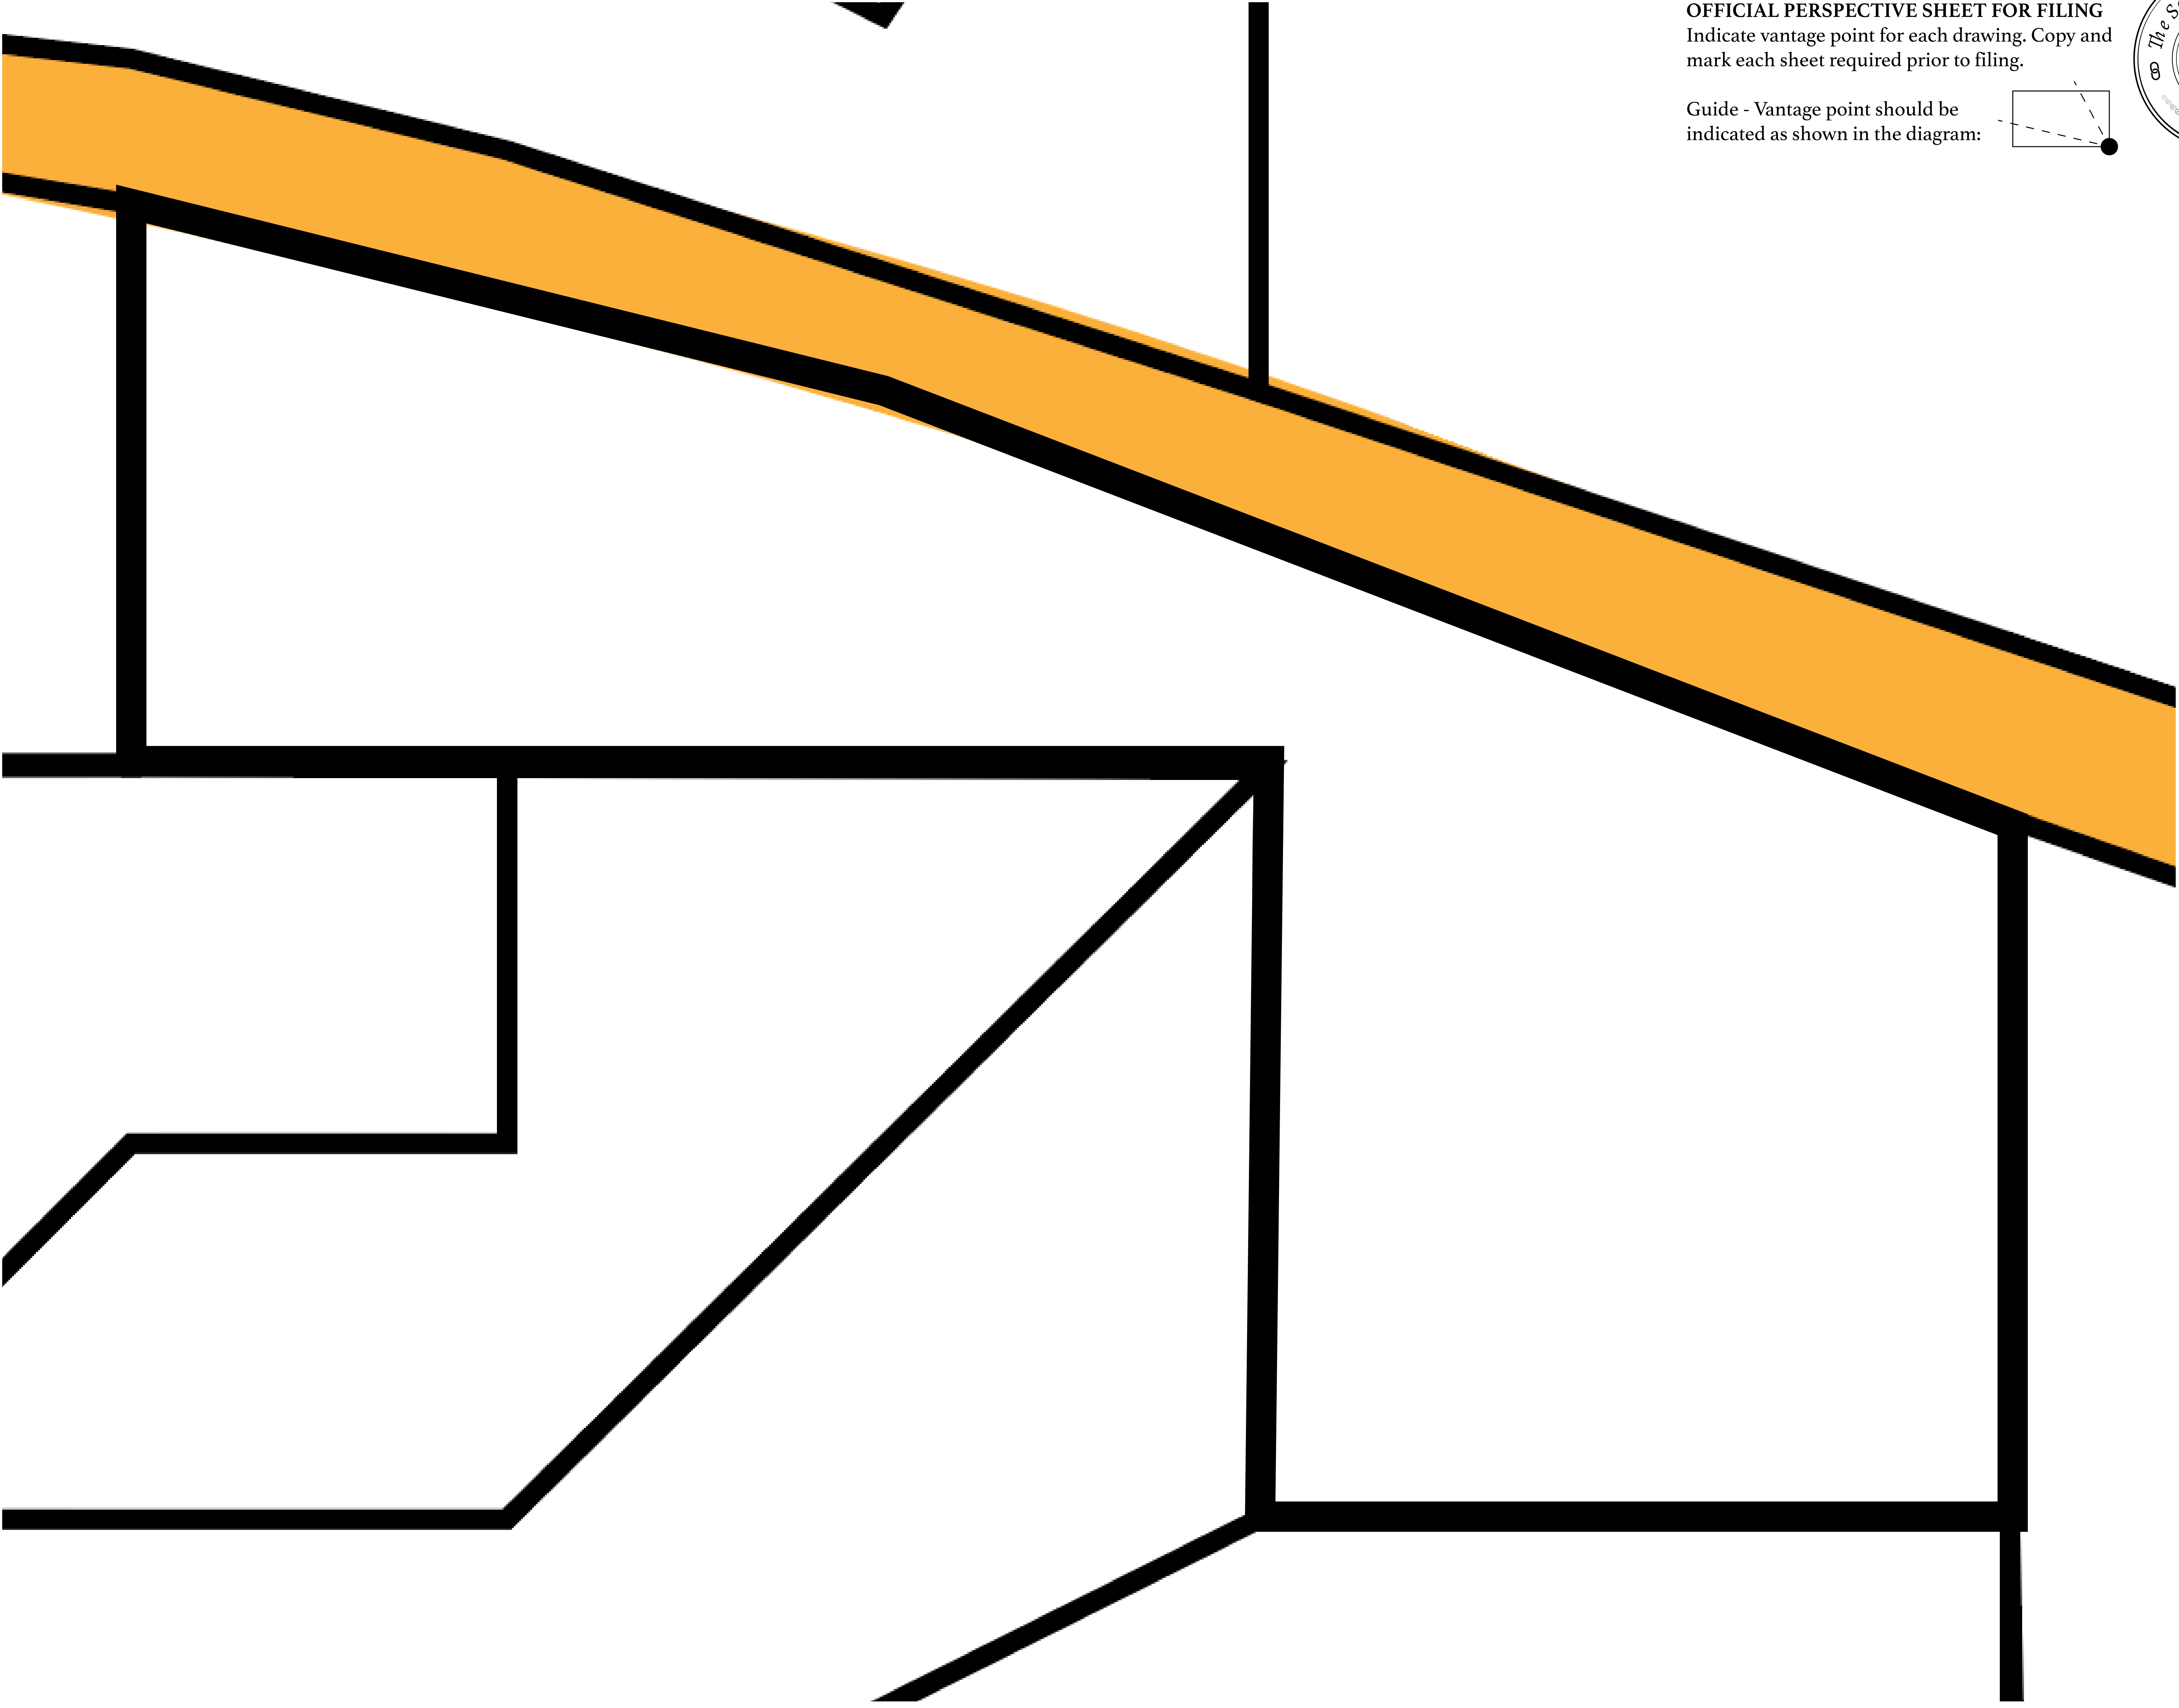 OFFICIAL PERSPECTIVE SHEET FOR FILING
Indicate vantage point for each drawing. Copy and
mark each sheet required prior to filing.
Guide - Vantage point should be
indicated as shown in the diagram:
The